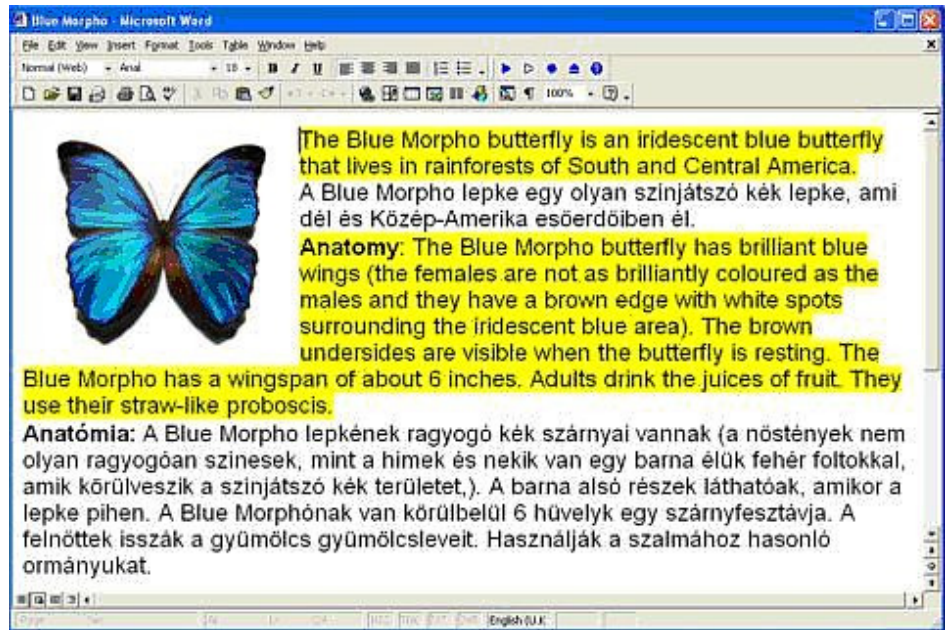 Blue Morpho - Microsoft Word
File Edit View Insert Format Tools Table Window Help
Normal (Web) Arial 18 B I U
100%
The Blue Morpho butterfly is an iridescent blue butterfly
that lives in rainforests of South and Central America.
A Blue Morpho lepke egy olyan szinjátszó kék lepke, ami
dél és Kőzép-Amerika esőerdőiben él.
Anatomy: The Blue Morpho butterfly has brilliant blue
wings (the females are not as brilliantly coloured as the
males and they have a brown edge with white spots
surrounding the iridescent blue area). The brown
undersides are visible when the butterfly is resting. The
Blue Morpho has a wingspan of about 6 inches. Adults drink the juices of fruit. They
use their straw-like proboscis.
Anatómia: A Blue Morpho lepkének ragyogó kék szárnyai vannak (a nőstények nem
olyan ragyogóan szinesek, mint a himek és nekik van egy barna élük fehér foltokkal,
amik kőrülveszik a szinjátszó kék területet,). A barna alsó részek láthatóak, amikor a
lepke pihen. A Blue Morphónak van kőrülbelül 6 hüvelyk egy szárnyfesztávja. A
felnőttek isszák a gyümőlcs gyümőlcsleveit. Használják a szalmához hasonló
ormányukat.
English (U.K